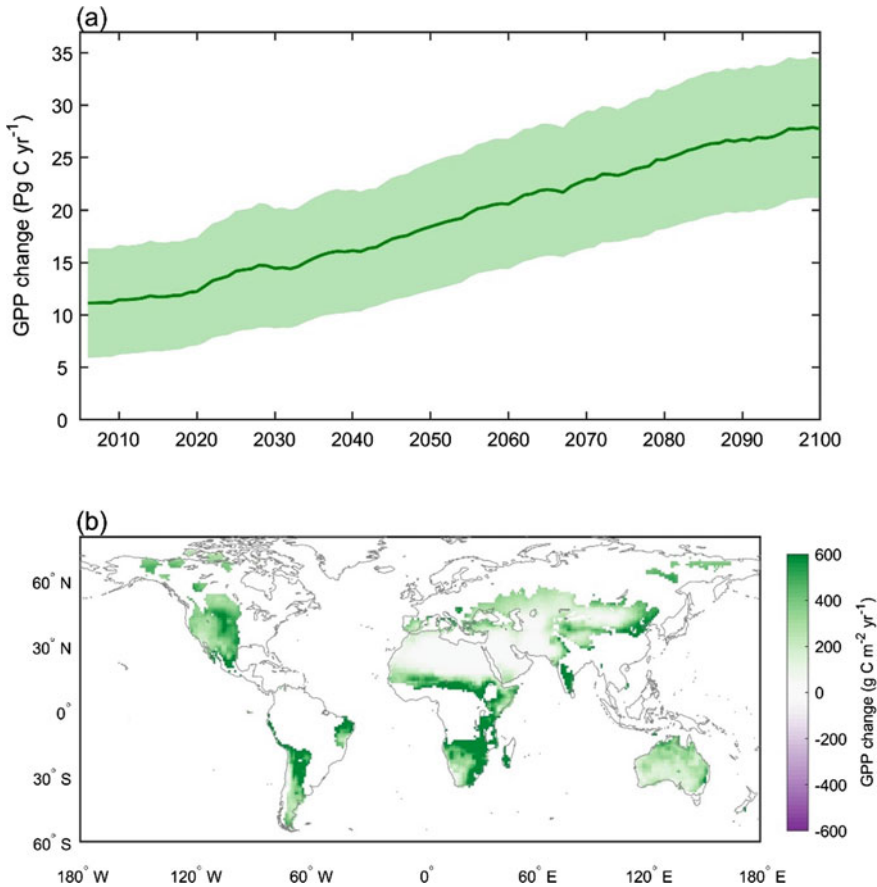 (a)
35
30
25
20
15
10
5
0
GPP change (Pg C yr⁻¹)
2010 2020 2030 2040 2050 2060 2070 2080 2090 2100
(b)
60° N
30° N
0°
30° S
60° S
180° W 120° W 60° W 0° 60° E 120° E 180° E
600
400
200
0
-200
-400
-600
GPP change (g C m⁻² yr⁻¹)